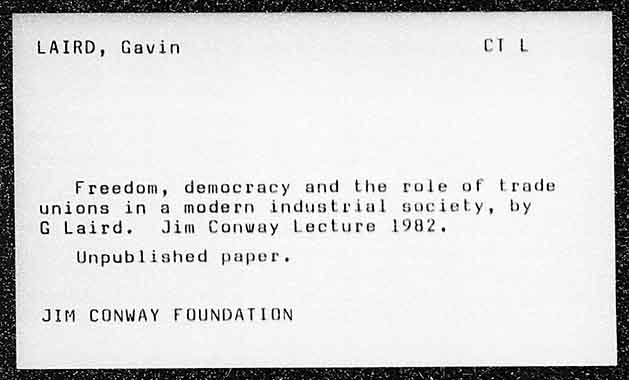 LAIRD, Gavin CT L
Freedom, democracy and the role of trade
unions in a modern industrial society, by
G Laird. Jim Conway Lecture 1982.
Unpublished paper.
JIM CONWAY FOUNDATION